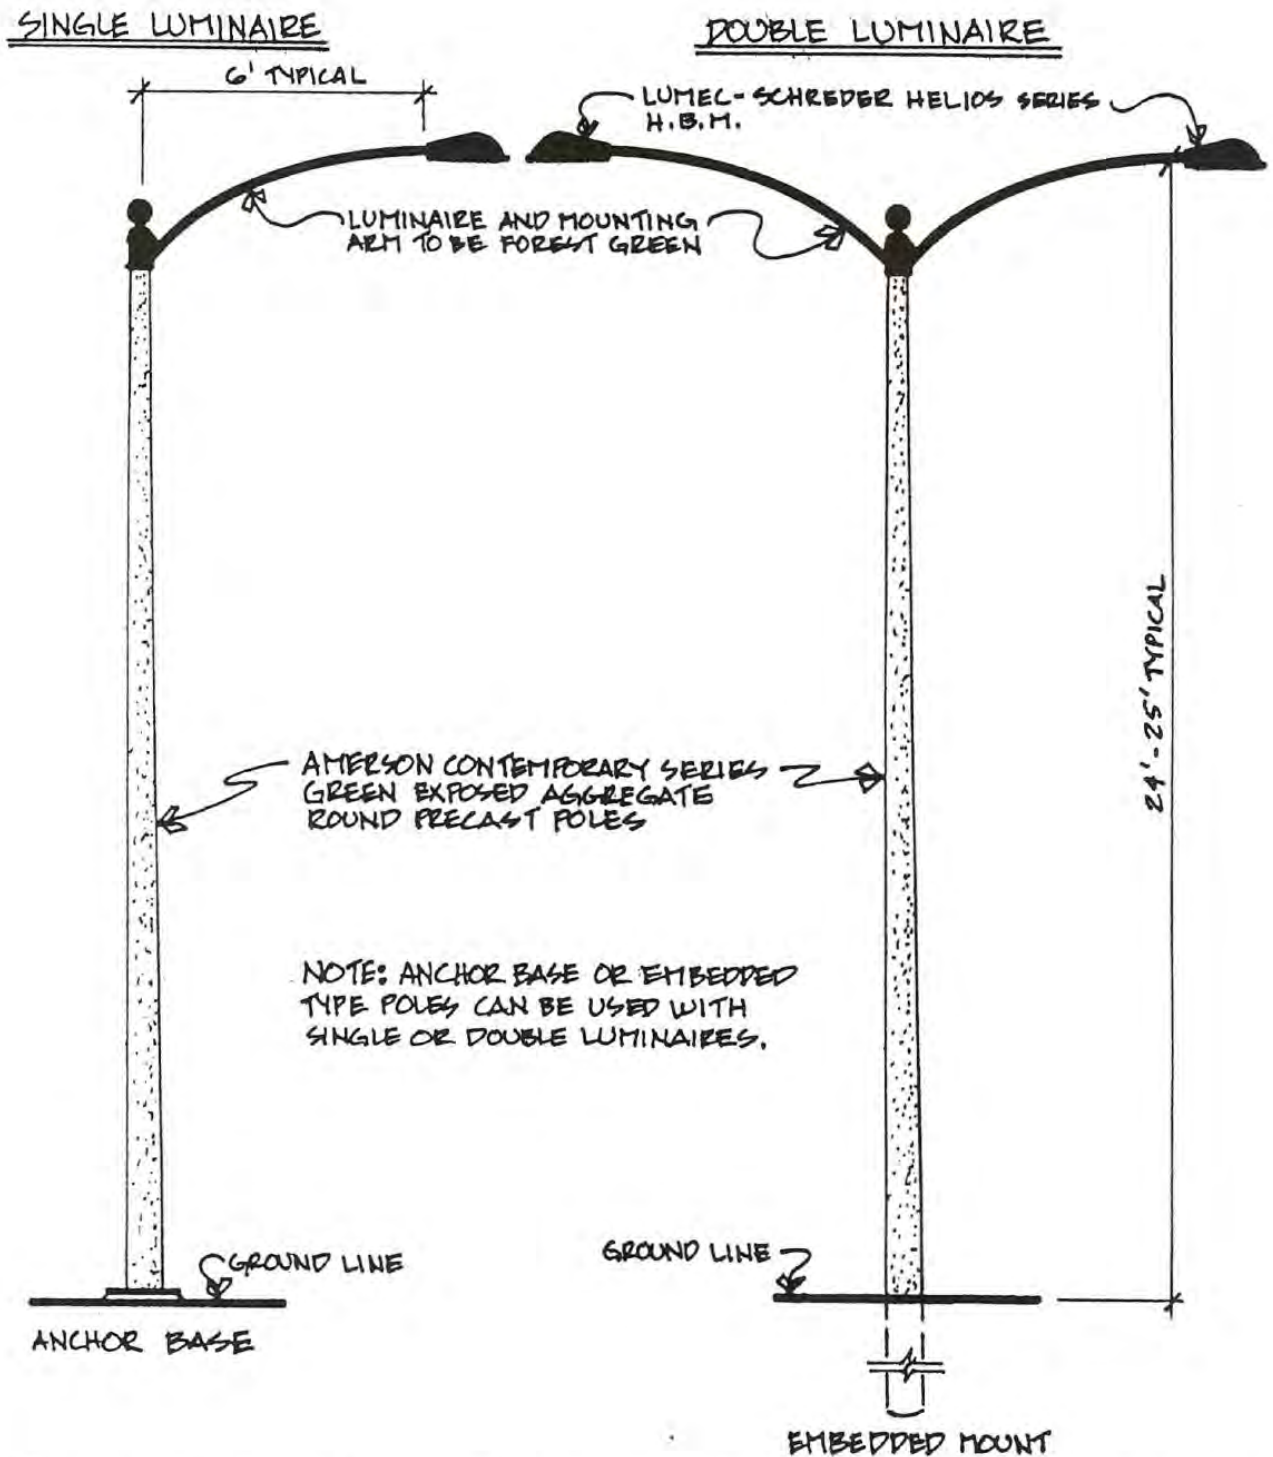 SINGLE LUMINAIRE
DOUBLE LUMINAIRE
6' TYPICAL
LUMEC-SCHREDER HELIOS SERIES
H.B.M.
LUMINAIRE AND MOUNTING
ARM TO BE FOREST GREEN
24'-25' TYPICAL
AMERSON CONTEMPORARY SERIES
GREEN EXPOSED AGGREGATE
ROUND PRECAST POLES
NOTE: ANCHOR BASE OR EMBEDDED
TYPE POLES CAN BE USED WITH
SINGLE OR DOUBLE LUMINAIRES.
GROUND LINE
GROUND LINE
ANCHOR BASE
EMBEDDED MOUNT